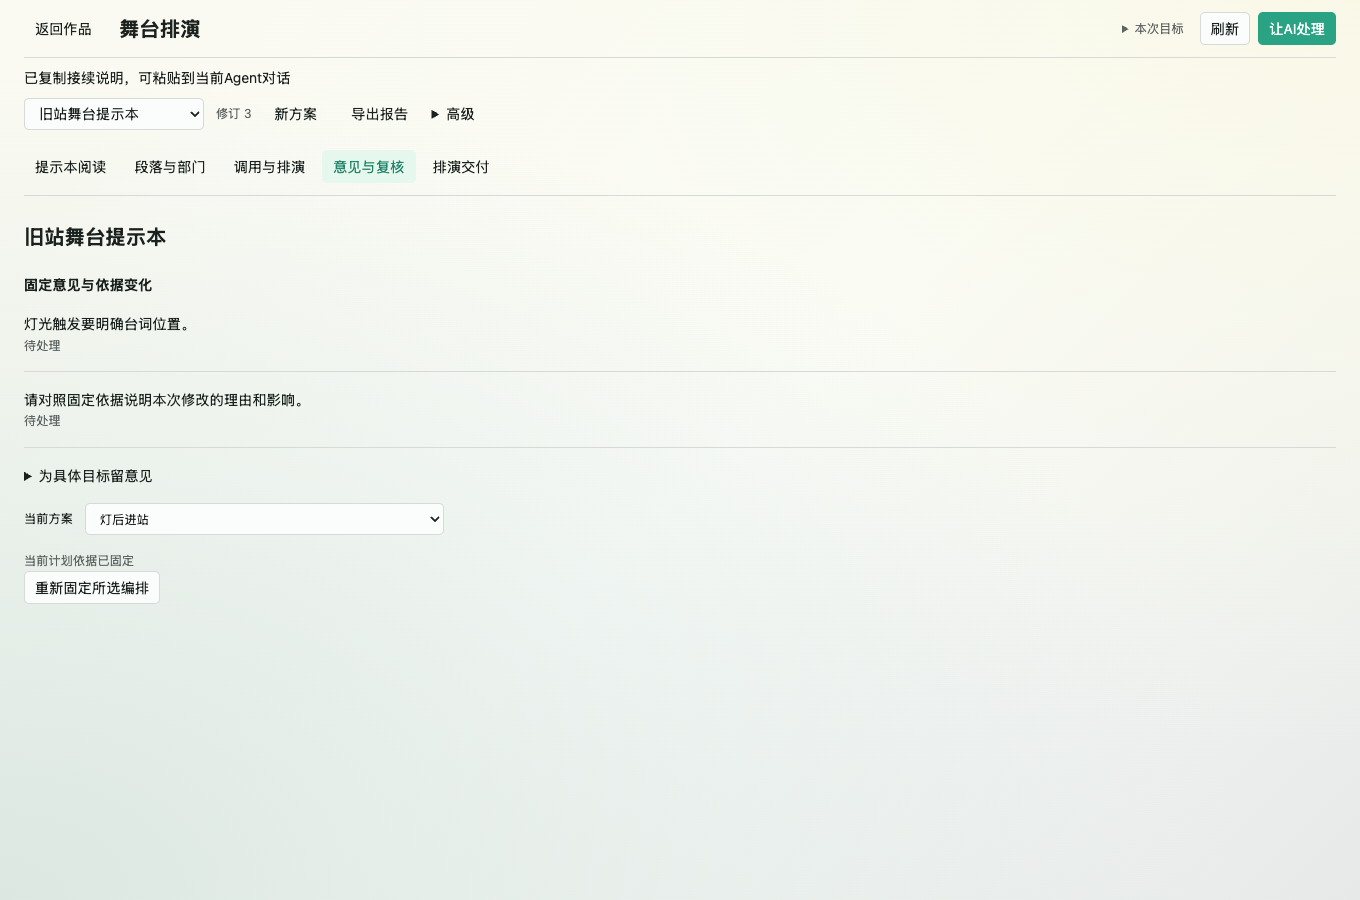 返回作品
舞台排演
本次目标
刷新
让AI处理
已复制接续说明，可粘贴到当前Agent对话
旧站舞台提示本
修订 3
新方案
导出报告
高级
提示本阅读
段落与部门
调用与排演
意见与复核
排演交付
旧站舞台提示本
固定意见与依据变化
灯光触发要明确台词位置。
待处理
请对照固定依据说明本次修改的理由和影响。
待处理
为具体目标留意见
当前方案
灯后进站
当前计划依据已固定
重新固定所选编排